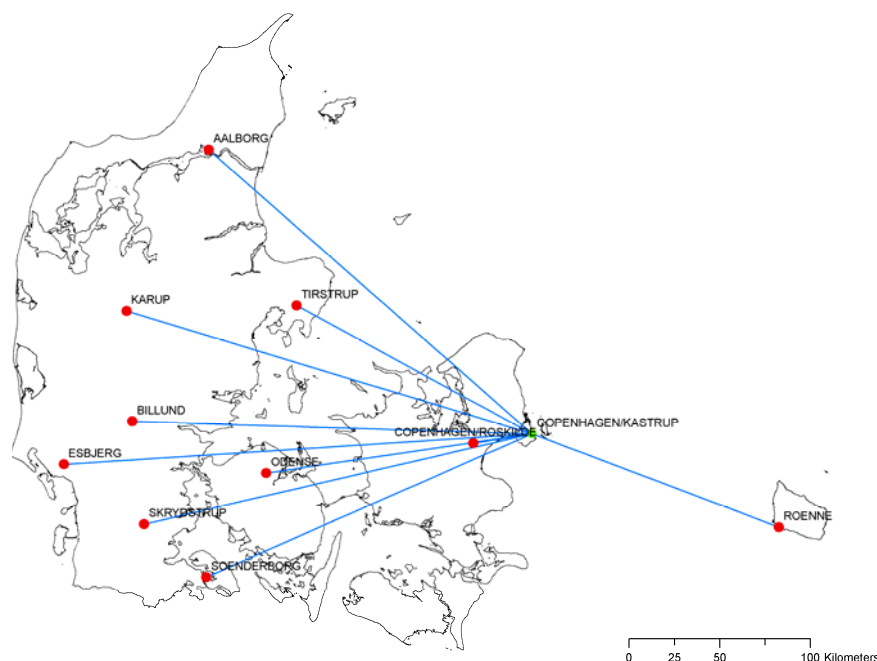 AALBORG
TIRSTRUP
KARUP
BILLUND
COPENHAGEN/KASTRUP
COPENHAGEN/ROSKILDE
ESBJERG
ODENSE
SKRYDSTRUP
ROENNE
SOENDERBORG
0 25 50 100 Kilometers